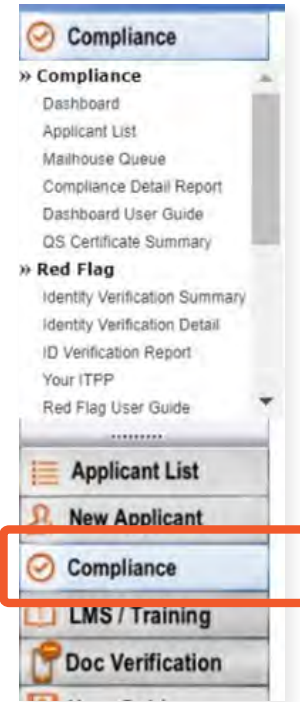 Compliance
» Compliance
Dashboard
Applicant List
Mailhouse Queue
Compliance Detail Report
Dashboard User Guide
QS Certificate Summary
» Red Flag
Identity Verification Summary
Identity Verification Detail
ID Verification Report
Your ITPP
Red Flag User Guide
Applicant List
New Applicant
Compliance
LMS / Training
Doc Verification